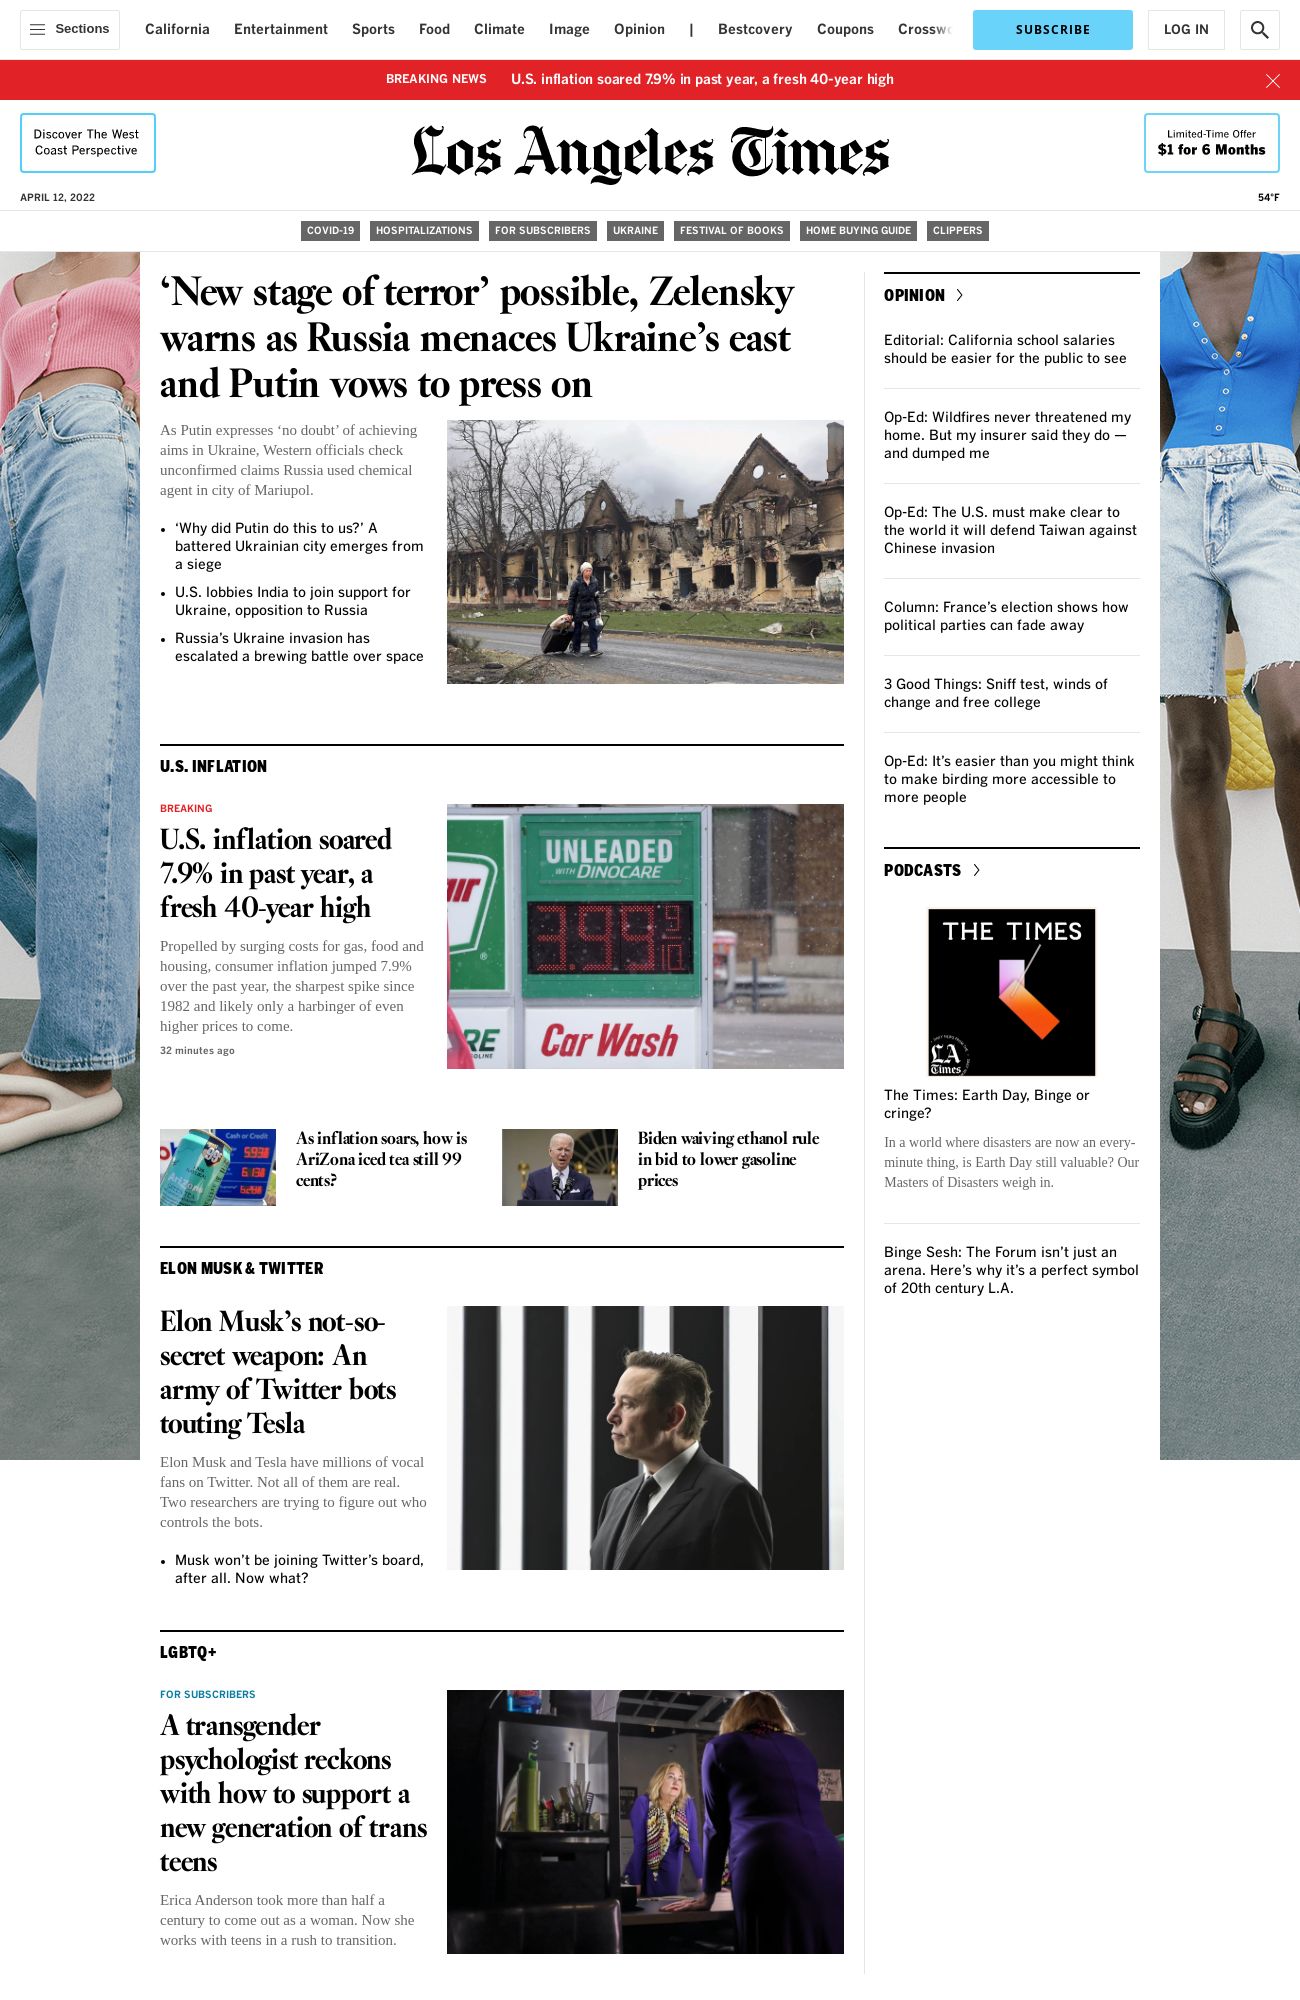 Sections
California Entertainment Sports Food Climate Image Opinion | Bestcovery Coupons
SUBSCRIBE
LOG IN
BREAKING NEWS U.S. inflation soared 7.9% in past year, a fresh 40-year high
Discover The West
Coast Perspective
Los Angeles Times
Limited-Time Offer
$1 for 6 Months
APRIL 12, 2022
54°F
COVID-19 HOSPITALIZATIONS FOR SUBSCRIBERS UKRAINE FESTIVAL OF BOOKS HOME BUYING GUIDE CLIPPERS
‘New stage of terror’ possible, Zelensky
warns as Russia menaces Ukraine’s east
and Putin vows to press on
As Putin expresses ‘no doubt’ of achieving
aims in Ukraine, Western officials check
unconfirmed claims Russia used chemical
agent in city of Mariupol.
‘Why did Putin do this to us?’ A
battered Ukrainian city emerges from
a siege
U.S. lobbies India to join support for
Ukraine, opposition to Russia
Russia’s Ukraine invasion has
escalated a brewing battle over space
U.S. INFLATION
BREAKING
U.S. inflation soared
7.9% in past year, a
fresh 40-year high
Propelled by surging costs for gas, food and
housing, consumer inflation jumped 7.9%
over the past year, the sharpest spike since
1982 and likely only a harbinger of even
higher prices to come.
32 minutes ago
UNLEADED
WITH DINOCARE
Car Wash
Cash or Credit
As inflation soars, how is
AriZona iced tea still 99
cents?
Biden waiving ethanol rule
in bid to lower gasoline
prices
ELON MUSK & TWITTER
Elon Musk’s not-so-
secret weapon: An
army of Twitter bots
touting Tesla
Elon Musk and Tesla have millions of vocal
fans on Twitter. Not all of them are real.
Two researchers are trying to figure out who
controls the bots.
Musk won’t be joining Twitter’s board,
after all. Now what?
LGBTQ+
FOR SUBSCRIBERS
A transgender
psychologist reckons
with how to support a
new generation of trans
teens
Erica Anderson took more than half a
century to come out as a woman. Now she
works with teens in a rush to transition.
OPINION
Editorial: California school salaries
should be easier for the public to see
Op-Ed: Wildfires never threatened my
home. But my insurer said they do —
and dumped me
Op-Ed: The U.S. must make clear to
the world it will defend Taiwan against
Chinese invasion
Column: France’s election shows how
political parties can fade away
3 Good Things: Sniff test, winds of
change and free college
Op-Ed: It’s easier than you might think
to make birding more accessible to
more people
PODCASTS
THE TIMES
LA
Times
The Times: Earth Day, Binge or
cringe?
In a world where disasters are now an every-
minute thing, is Earth Day still valuable? Our
Masters of Disasters weigh in.
Binge Sesh: The Forum isn’t just an
arena. Here’s why it’s a perfect symbol
of 20th century L.A.